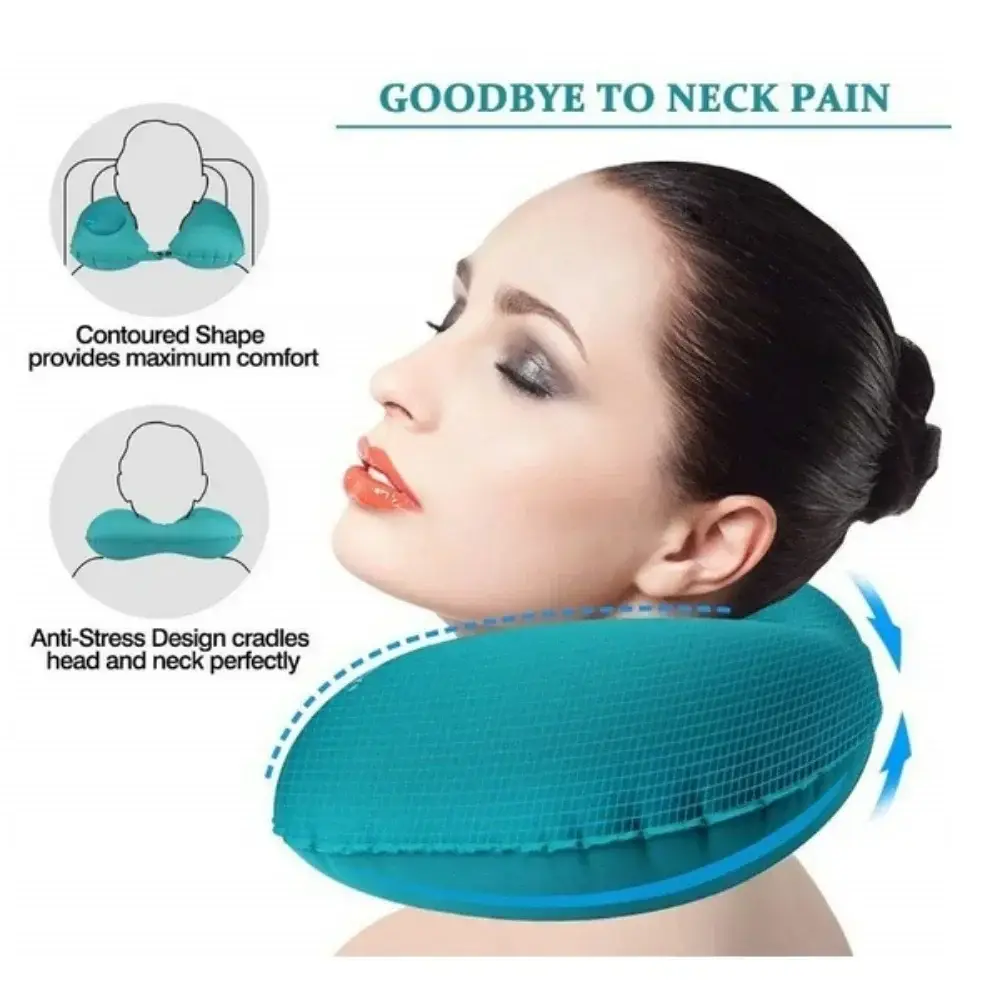 GOODBYE TO NECK PAIN
Contoured Shape
provides maximum comfort
Anti-Stress Design cradles
head and neck perfectly